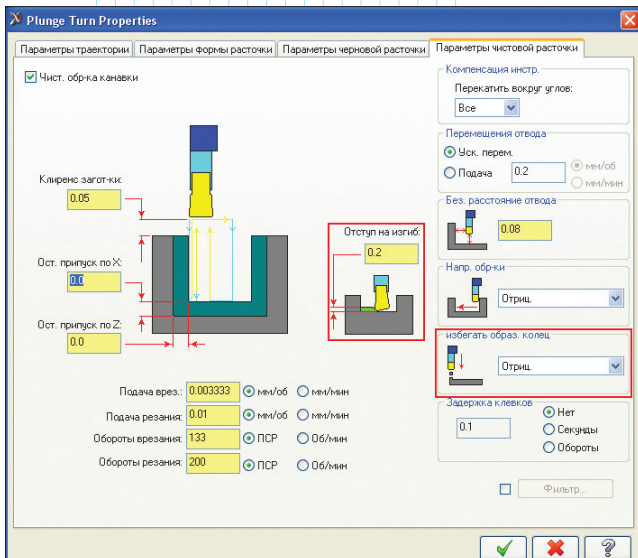 Plunge Turn Properties
Параметры траектории
Параметры формы расточки
Параметры черновой расточки
Параметры чистовой расточки
Чист. обр-ка канавки
Клиренс загот-ки:
0.05
Ост. припуск по X:
0.0
Ост. припуск по Z:
0.0
Отступ на изгиб:
0.2
Подача врез.: 0.003333 мм/об мм/мин
Подача резания: 0.01 мм/об мм/мин
Обороты врезания: 133 ПСР Об/мин
Обороты резания: 200 ПСР Об/мин
Компенсация инстр.
Перекатить вокруг углов:
Все
Перемещения отвода
Уск. перем.
Подача 0.2 мм/об
мм/мин
Без. расстояние отвода
0.08
Напр. обр-ки
Отриц.
избегать образ. колец
Отриц.
Задержка клевков
0.1
Нет
Секунды
Обороты
Фильтр...